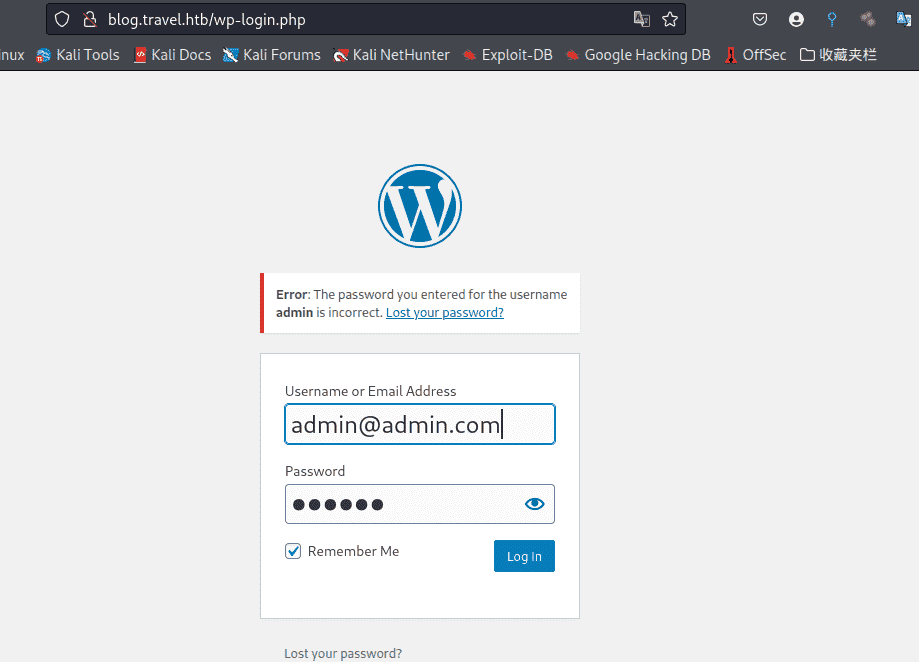 blog.travel.htb/wp-login.php
inux Kali Tools Kali Docs Kali Forums Kali NetHunter Exploit-DB Google Hacking DB OffSec 收藏夹栏
Error: The password you entered for the username
admin is incorrect. Lost your password?
Username or Email Address
admin@admin.com
Password
●●●●●●
Remember Me
Log In
Lost your password?